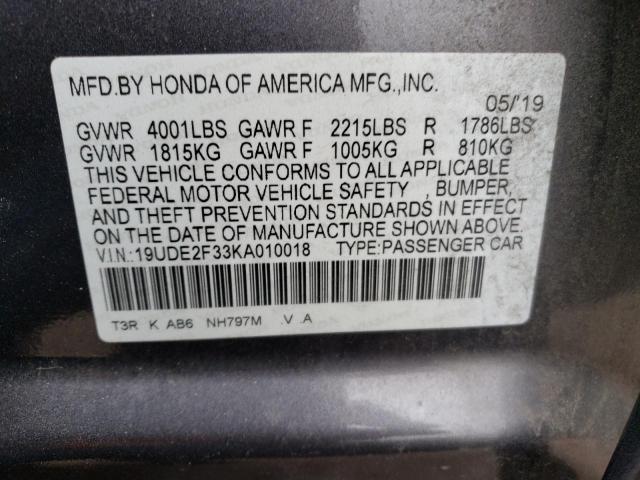 MFD.BY HONDA OF AMERICA MFG.,INC.
05/'19
GVWR 4001LBS GAWR F 2215LBS R 1786LBS
GVWR 1815KG GAWR F 1005KG R 810KG
THIS VEHICLE CONFORMS TO ALL APPLICABLE
FEDERAL MOTOR VEHICLE SAFETY , BUMPER,
AND THEFT PREVENTION STANDARDS IN EFFECT
ON THE DATE OF MANUFACTURE SHOWN ABOVE.
V.I.N.: 19UDE2F33KA010018 TYPE:PASSENGER CAR
T3R K AB6 NH797M .V .A